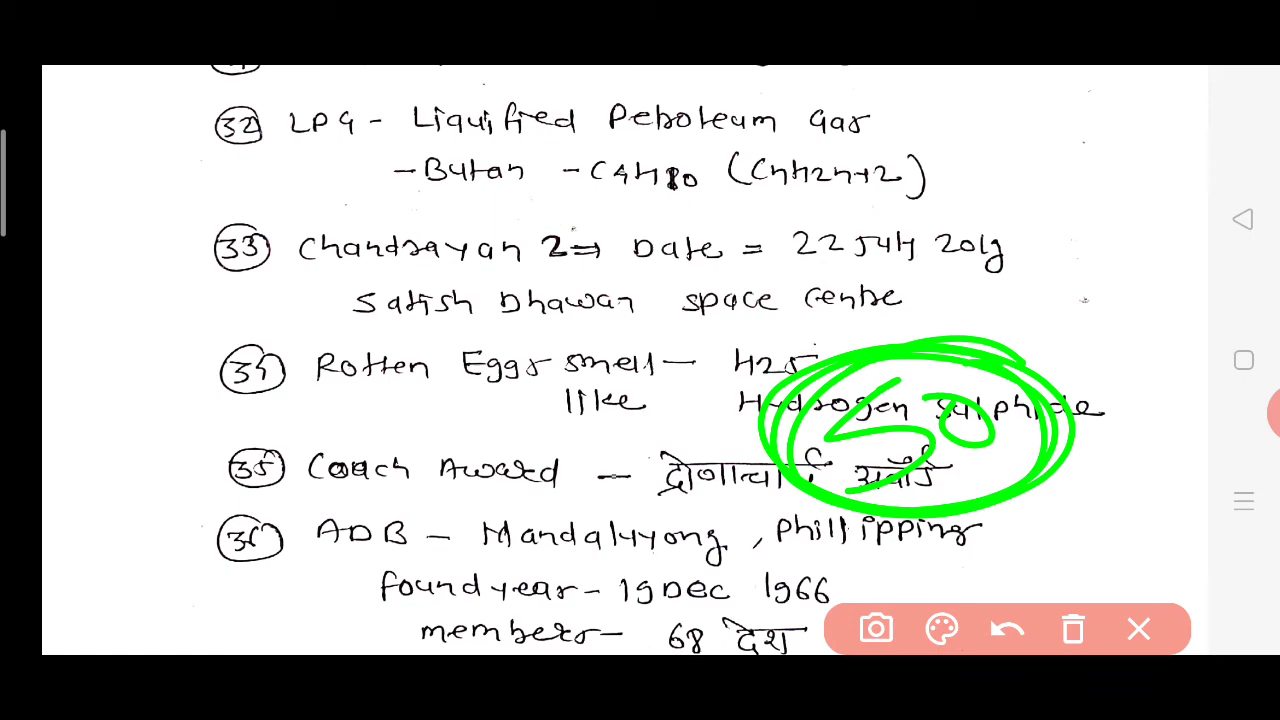 32 LPG - Liquified Petroleum Gas
- Butan - C4H10 (CnH2n+2)
33 Chandrayan 2 => Date = 22 July 2019
Satish Dhawan space Centre
34 Rotten Eggs smell - H2S
like Hydrogen Sulphide
50
35 Coach Award - द्रोणाचार्य अवॉर्ड
36 ADB - Mandalyyong, Phillipping
found year - 19 Dec 1966
members - 68 देश